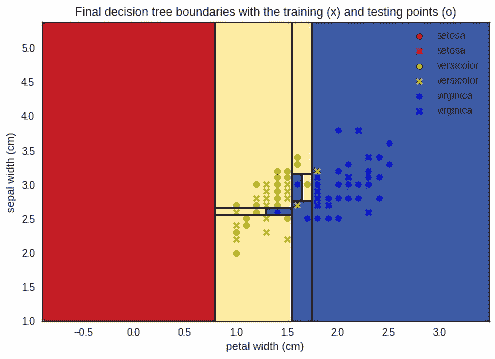 Final decision tree boundaries with the training (x) and testing points (o)
setosa
setosa
versicolor
versicolor
virginica
virginica
5.0
4.5
4.0
3.5
3.0
2.5
2.0
1.5
1.0
sepal width (cm)
−0.5 0.0 0.5 1.0 1.5 2.0 2.5 3.0
petal width (cm)